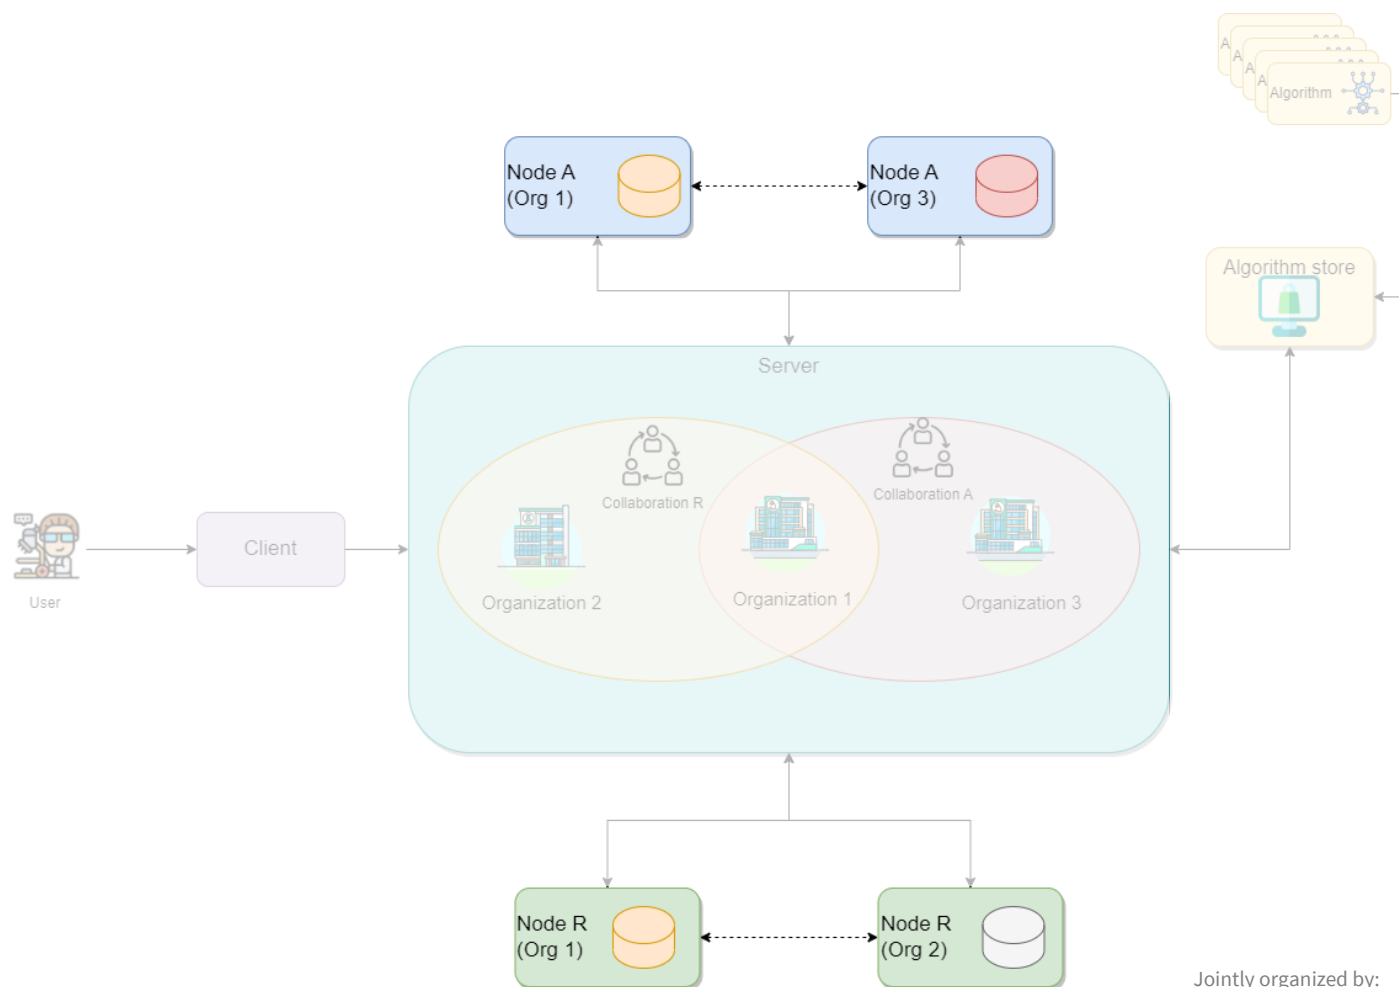 A
A
A
A
Algorithm
Node A
(Org 1)
Node A
(Org 3)
Algorithm store
Server
Collaboration R
Collaboration A
Client
User
Organization 2
Organization 1
Organization 3
Node R
(Org 1)
Node R
(Org 2)
Jointly organized by: